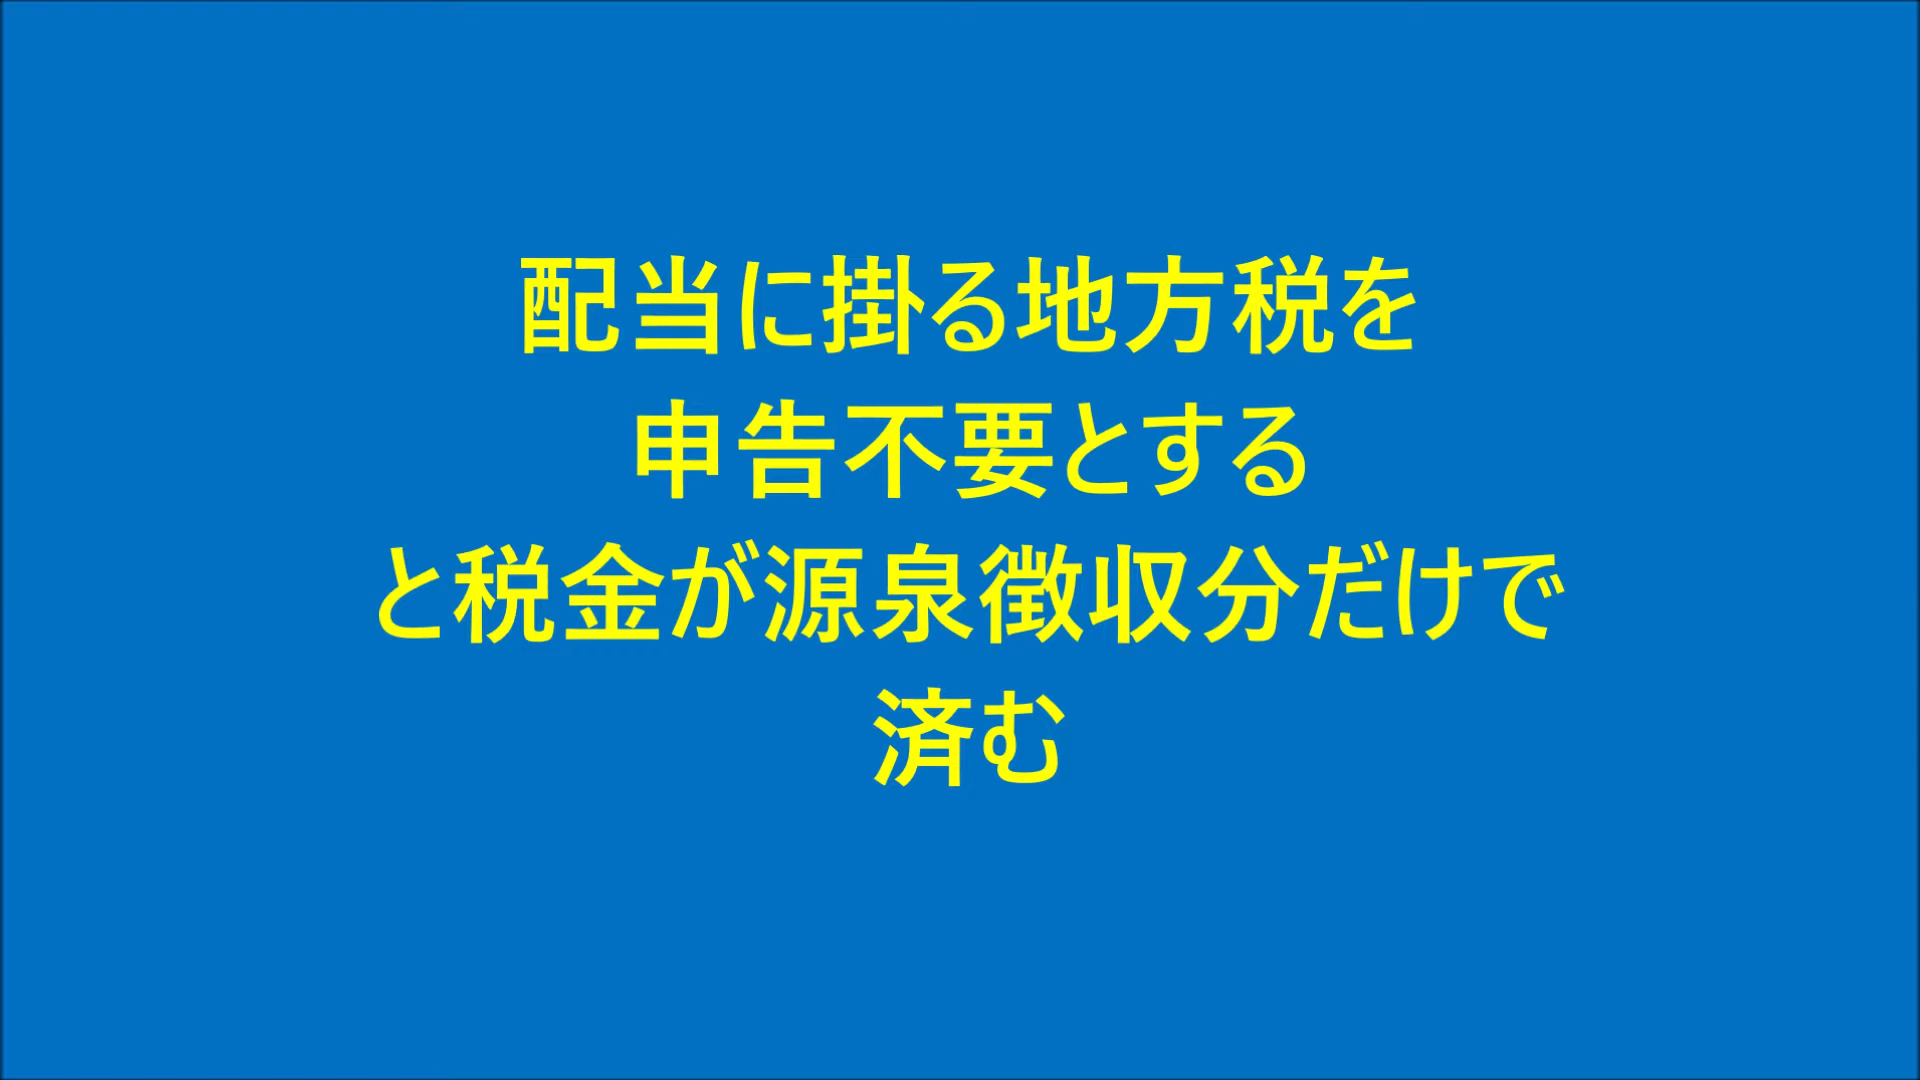 配当に掛る地方税を
申告不要とする
と税金が源泉徴収分だけで
済む